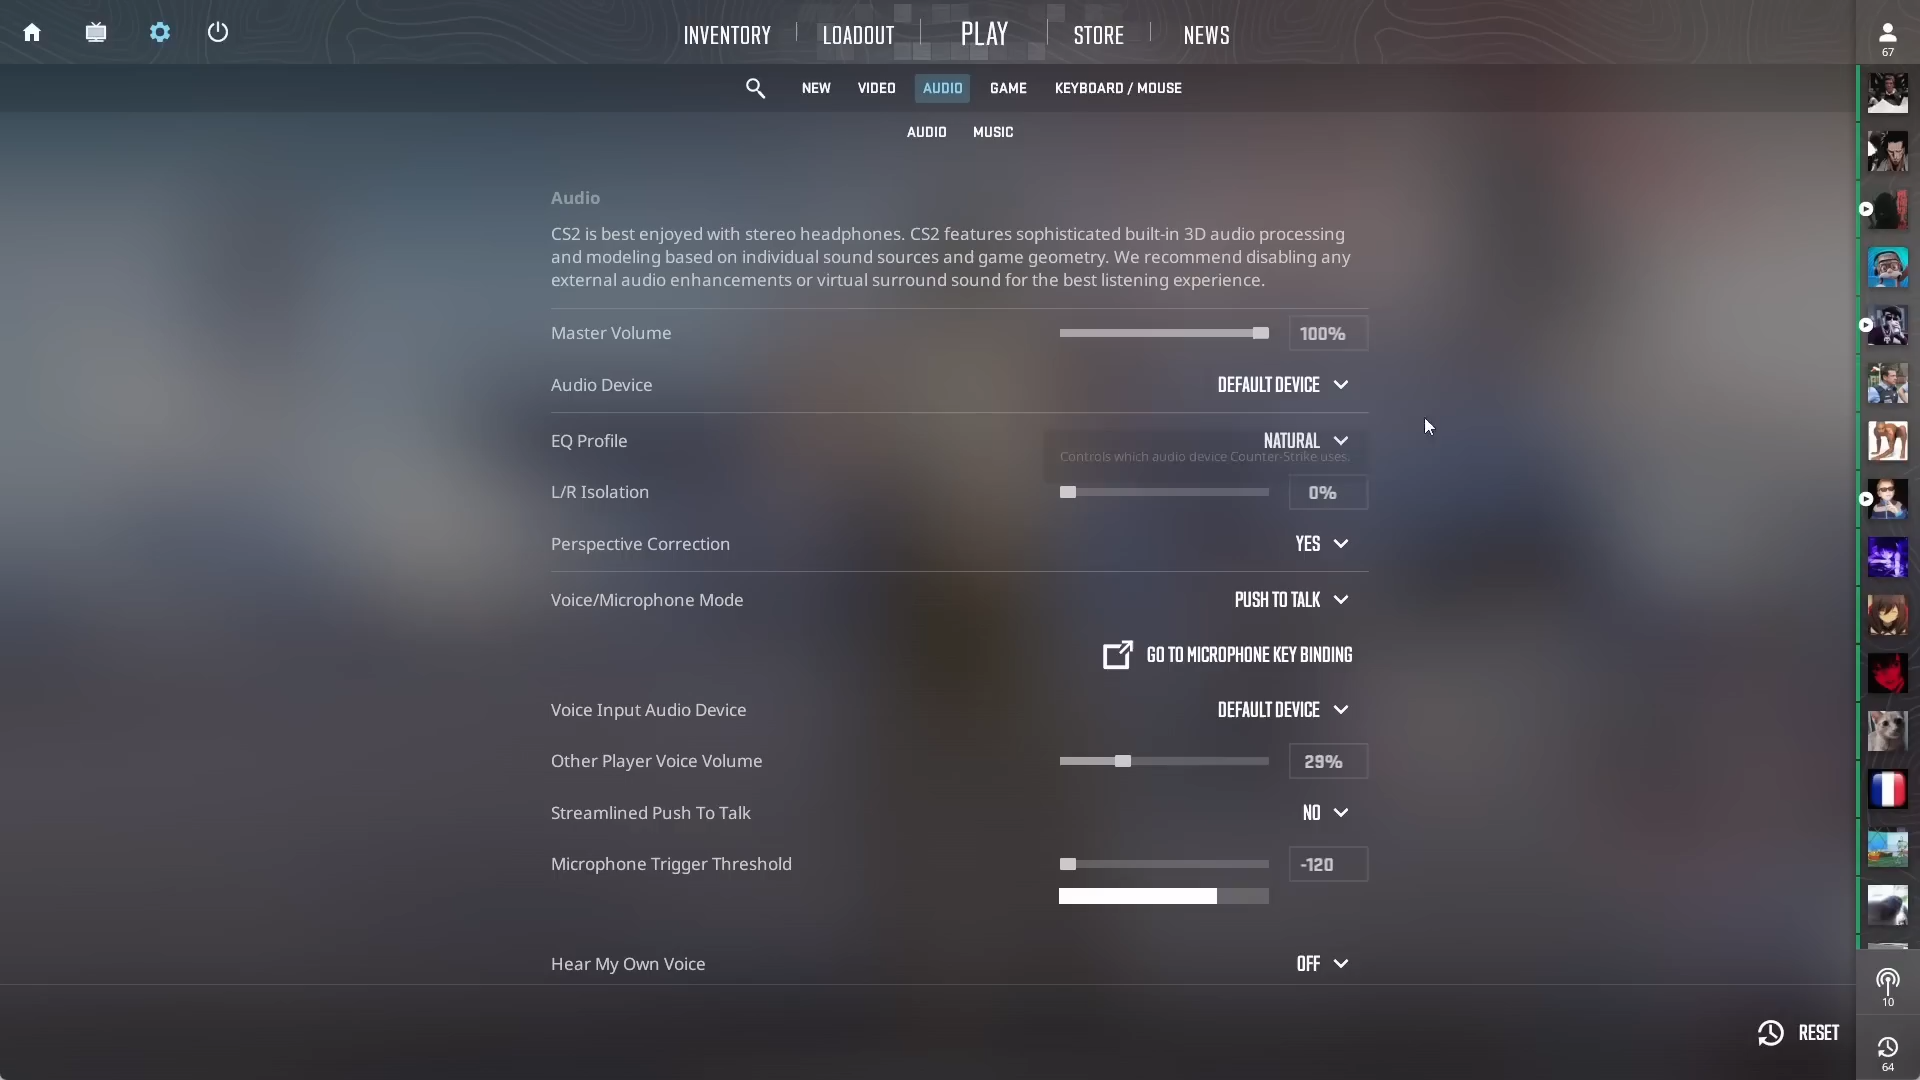 INVENTORY
LOADOUT
PLAY
STORE
NEWS
67
NEW
VIDEO
AUDIO
GAME
KEYBOARD / MOUSE
AUDIO
MUSIC
Audio
CS2 is best enjoyed with stereo headphones. CS2 features sophisticated built-in 3D audio processing
and modeling based on individual sound sources and game geometry. We recommend disabling any
external audio enhancements or virtual surround sound for the best listening experience.
Master Volume
100%
Audio Device
DEFAULT DEVICE
EQ Profile
NATURAL
Controls which audio device Counter-Strike uses.
L/R Isolation
0%
Perspective Correction
YES
Voice/Microphone Mode
PUSH TO TALK
GO TO MICROPHONE KEY BINDING
Voice Input Audio Device
DEFAULT DEVICE
Other Player Voice Volume
29%
Streamlined Push To Talk
NO
Microphone Trigger Threshold
-120
Hear My Own Voice
OFF
10
RESET
64